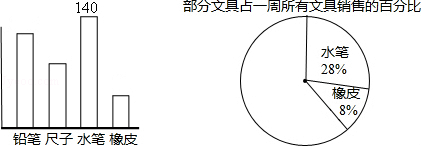 140
铅笔 尺子 水笔 橡皮
部分文具占一周所有文具销售的百分比
水笔
28%
橡皮
8%